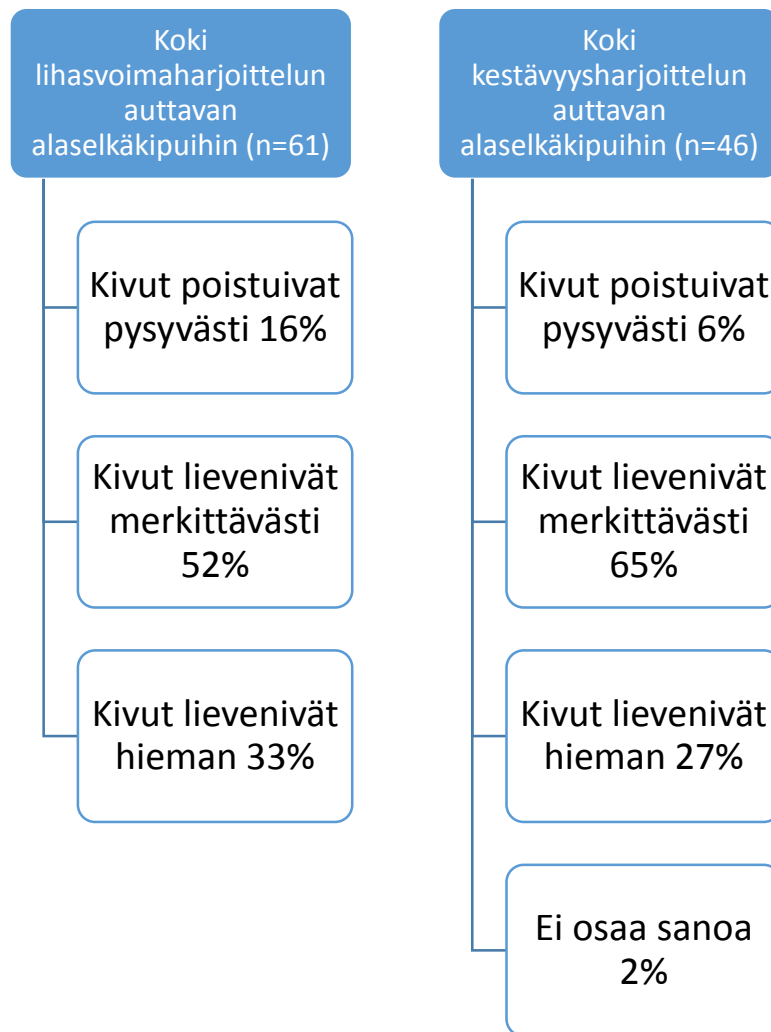 Koki
lihasvoimaharjoittelun
auttavan
alaselkäkipuihin (n=61)
Kivut poistuivat
pysyvästi 16%
Kivut lievenivät
merkittävästi
52%
Kivut lievenivät
hieman 33%
Koki
kestävyysharjoittelun
auttavan
alaselkäkipuihin (n=46)
Kivut poistuivat
pysyvästi 6%
Kivut lievenivät
merkittävästi
65%
Kivut lievenivät
hieman 27%
Ei osaa sanoa
2%